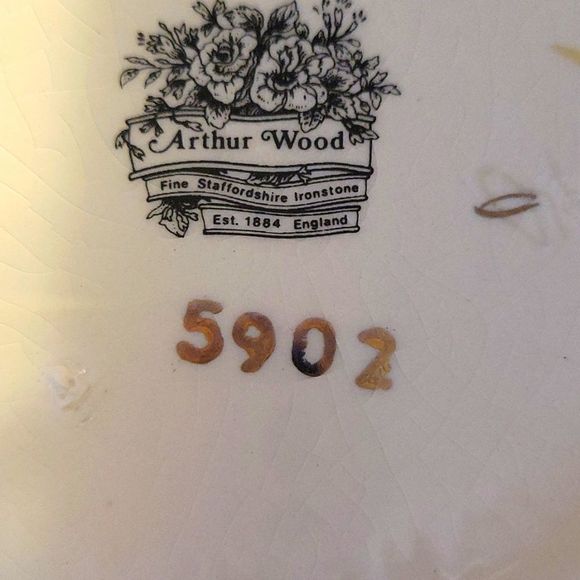 Arthur Wood
Fine Staffordshire Ironstone
Est. 1884 England
5902